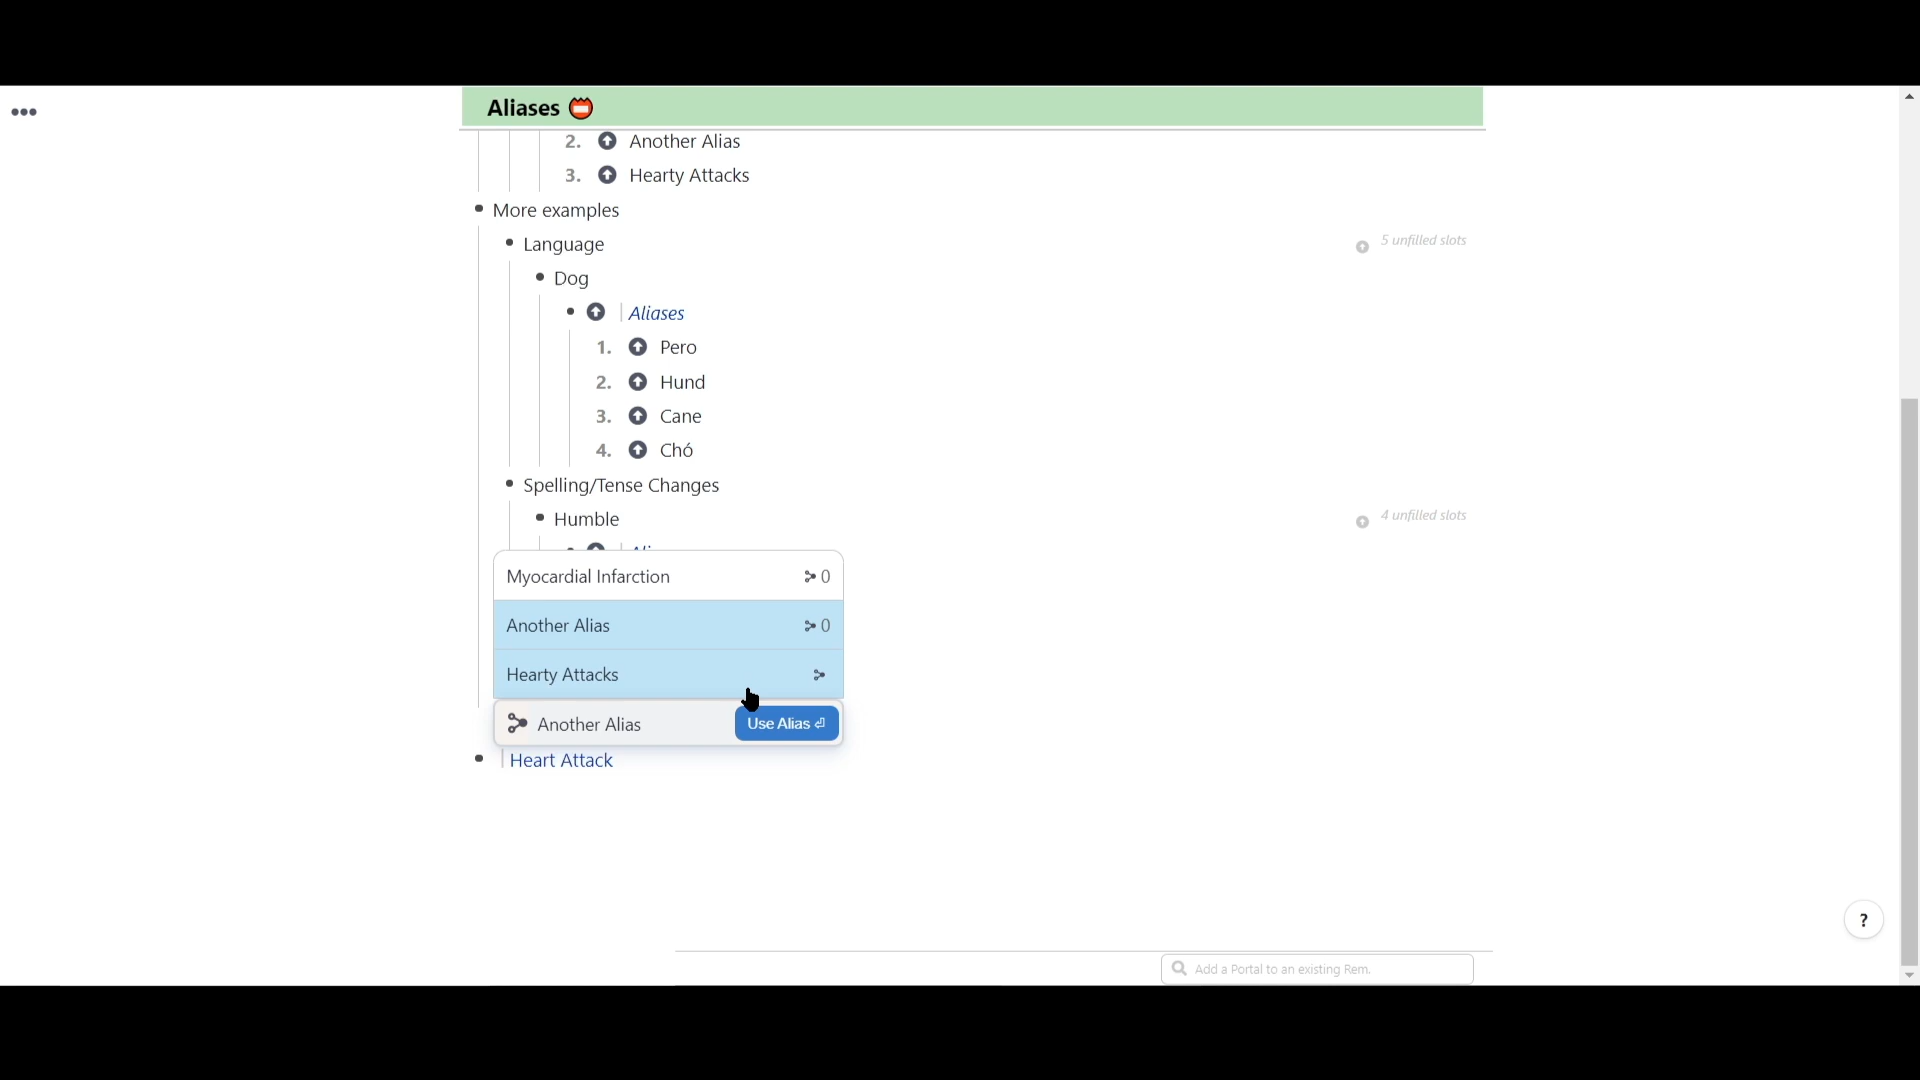 Aliases 📛
2. Another Alias
3. Hearty Attacks
More examples
Language
5 unfilled slots
Dog
Aliases
1. Pero
2. Hund
3. Cane
4. Chó
Spelling/Tense Changes
Humble
4 unfilled slots
Myocardial Infarction 0
Another Alias 0
Hearty Attacks
Another Alias Use Alias ⏎
Heart Attack
?
Add a Portal to an existing Rem.